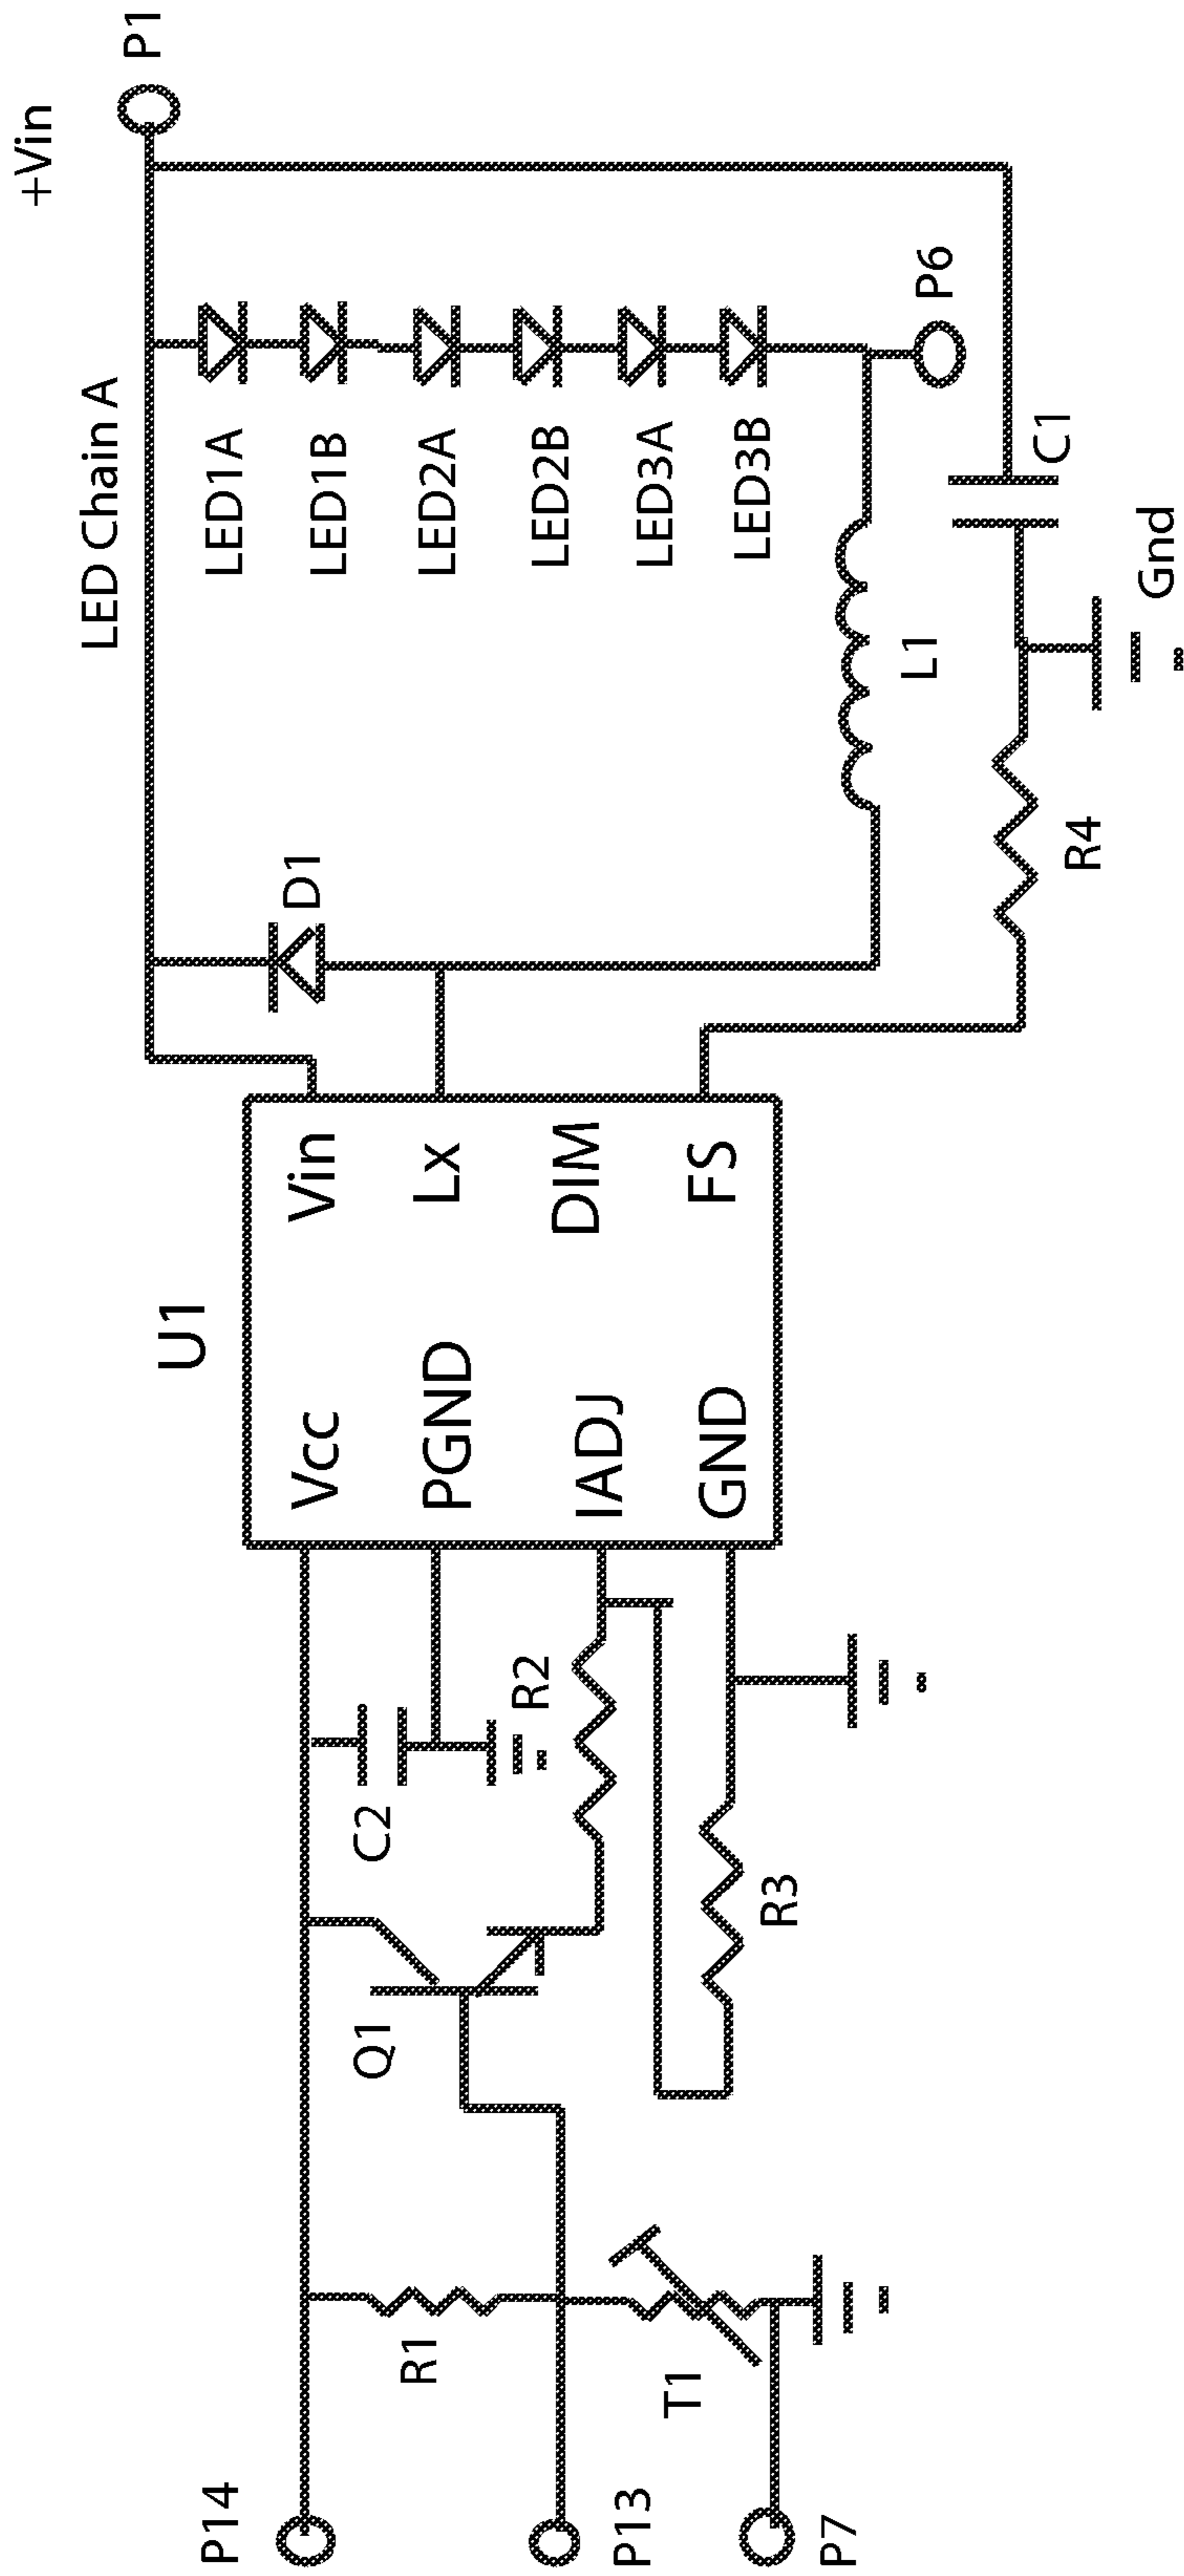 +Vin
P1
LED Chain A
LED1A
LED1B
LED2A
LED2B
LED3A
LED3B
P6
D1
L1
C1
Gnd
R4
U1
Vcc
Vin
PGND
Lx
IADJ
DIM
GND
FS
C2
R2
Q1
R3
R1
T1
P14
P13
P7